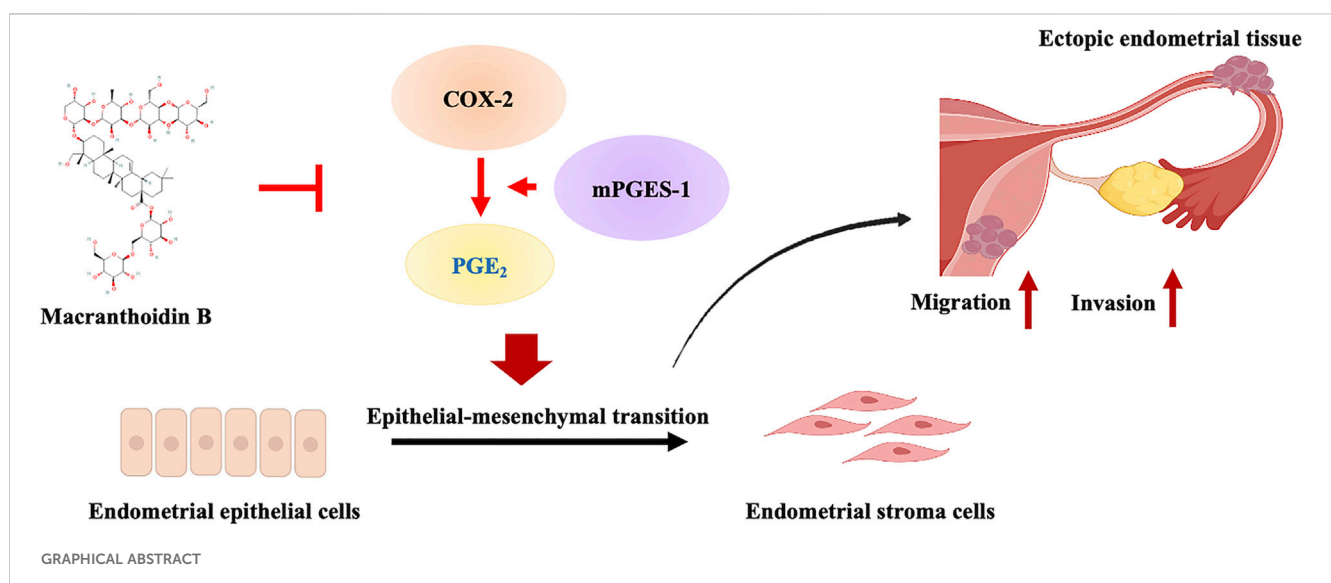 Ectopic endometrial tissue
COX-2
mPGES-1
PGE₂
Macranthoidin B
Migration
Invasion
Epithelial-mesenchymal transition
Endometrial epithelial cells
Endometrial stroma cells
GRAPHICAL ABSTRACT